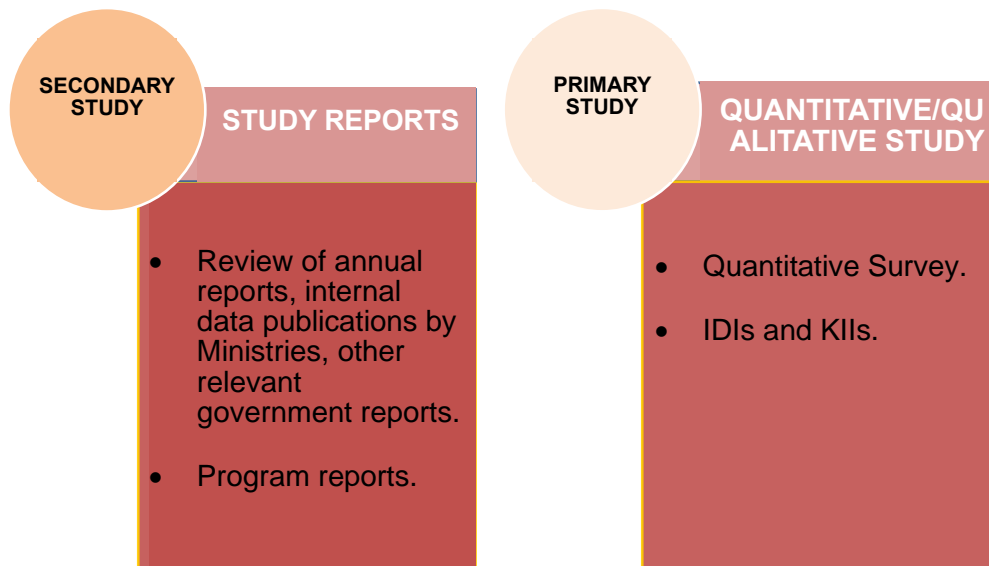 SECONDARY
STUDY
STUDY REPORTS
• Review of annual
reports, internal
data publications by
Ministries, other
relevant
government reports.
• Program reports.
PRIMARY
STUDY
QUANTITATIVE/QU
ALITATIVE STUDY
• Quantitative Survey.
• IDIs and KIIs.